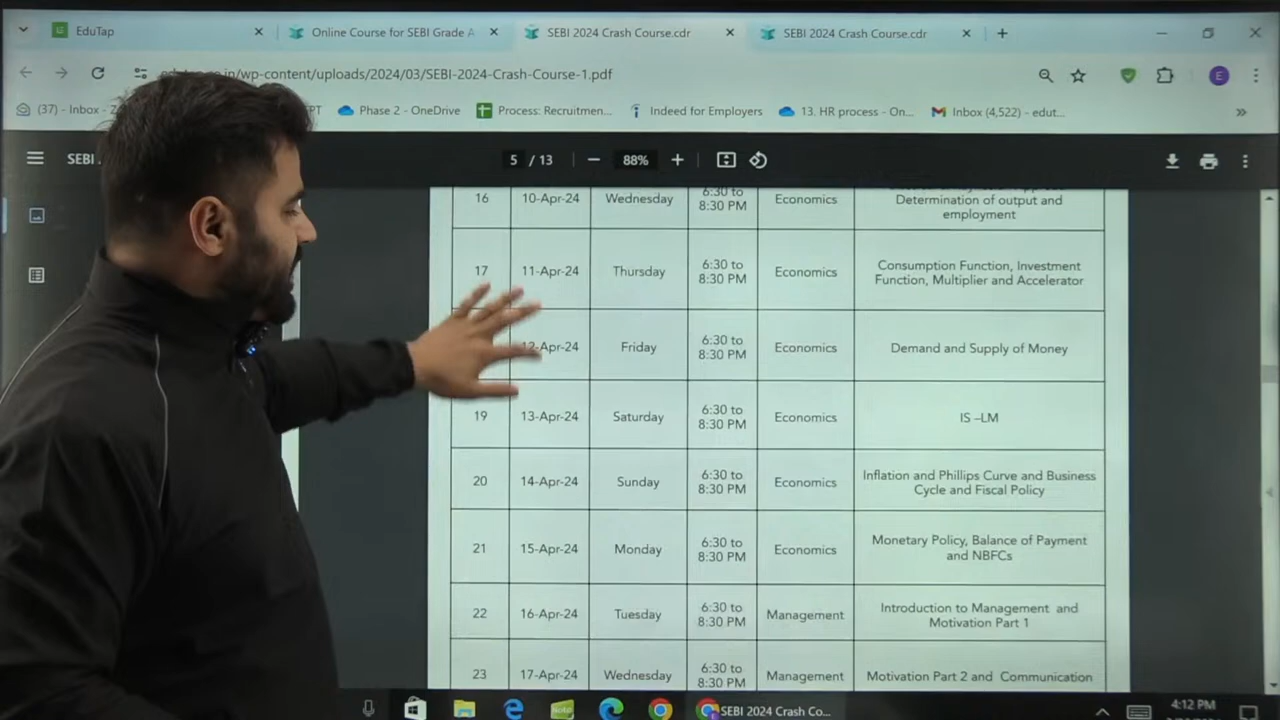 EduTap
Online Course for SEBI Grade A
SEBI 2024 Crash Course.cdr
SEBI 2024 Crash Course.cdr
in/wp-content/uploads/2024/03/SEBI-2024-Crash-Course-1.pdf
E
(37) - Inbox -
Phase 2 - OneDrive
Process: Recruitmen...
Indeed for Employers
13. HR process - On...
Inbox (4,522) - edut...
SEBI
5 / 13
88%
16 10-Apr-24 Wednesday 6:30 to 8:30 PM Economics
Determination of output and
employment
17 11-Apr-24 Thursday 6:30 to 8:30 PM Economics Consumption Function, Investment
Function, Multiplier and Accelerator
12-Apr-24 Friday 6:30 to 8:30 PM Economics Demand and Supply of Money
19 13-Apr-24 Saturday 6:30 to 8:30 PM Economics IS –LM
20 14-Apr-24 Sunday 6:30 to 8:30 PM Economics Inflation and Phillips Curve and Business
Cycle and Fiscal Policy
21 15-Apr-24 Monday 6:30 to 8:30 PM Economics Monetary Policy, Balance of Payment
and NBFCs
22 16-Apr-24 Tuesday 6:30 to 8:30 PM Management Introduction to Management and
Motivation Part 1
23 17-Apr-24 Wednesday 6:30 to 8:30 PM Management Motivation Part 2 and Communication
Note
SEBI 2024 Crash Co...
4:12 PM